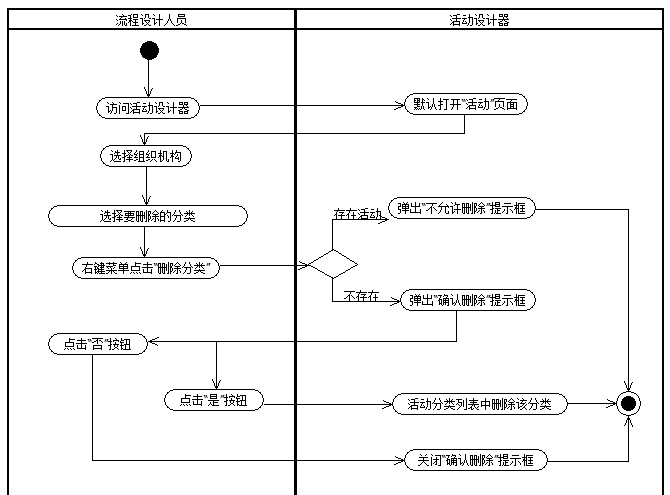 流程设计人员
活动设计器
访问活动设计器
默认打开“活动”页面
选择组织机构
选择要删除的分类
存在活动
弹出“不允许删除”提示框
右键菜单点击“删除分类”
不存在
弹出“确认删除”提示框
点击“否”按钮
点击“是”按钮
活动分类列表中删除该分类
关闭“确认删除”提示框